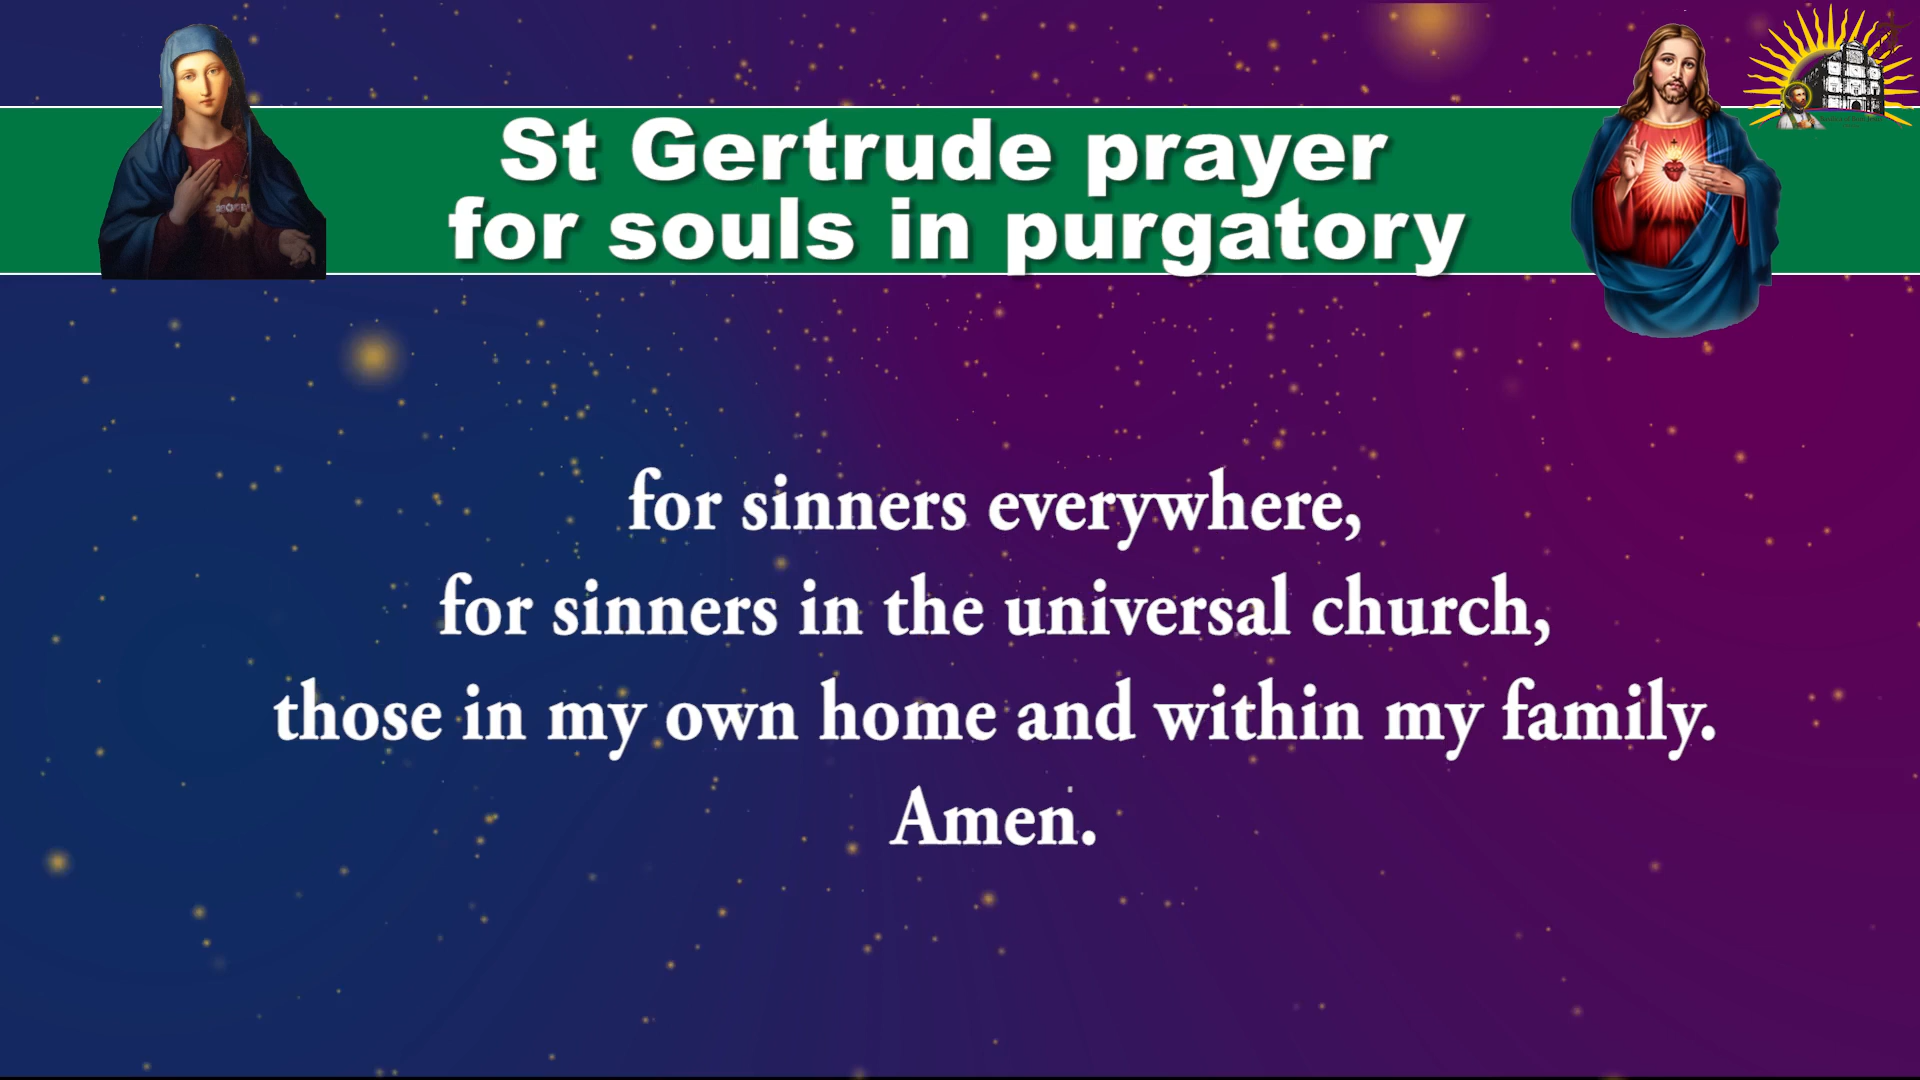 St Gertrude prayer
for souls in purgatory
for sinners everywhere,
for sinners in the universal church,
those in my own home and within my family.
Amen.